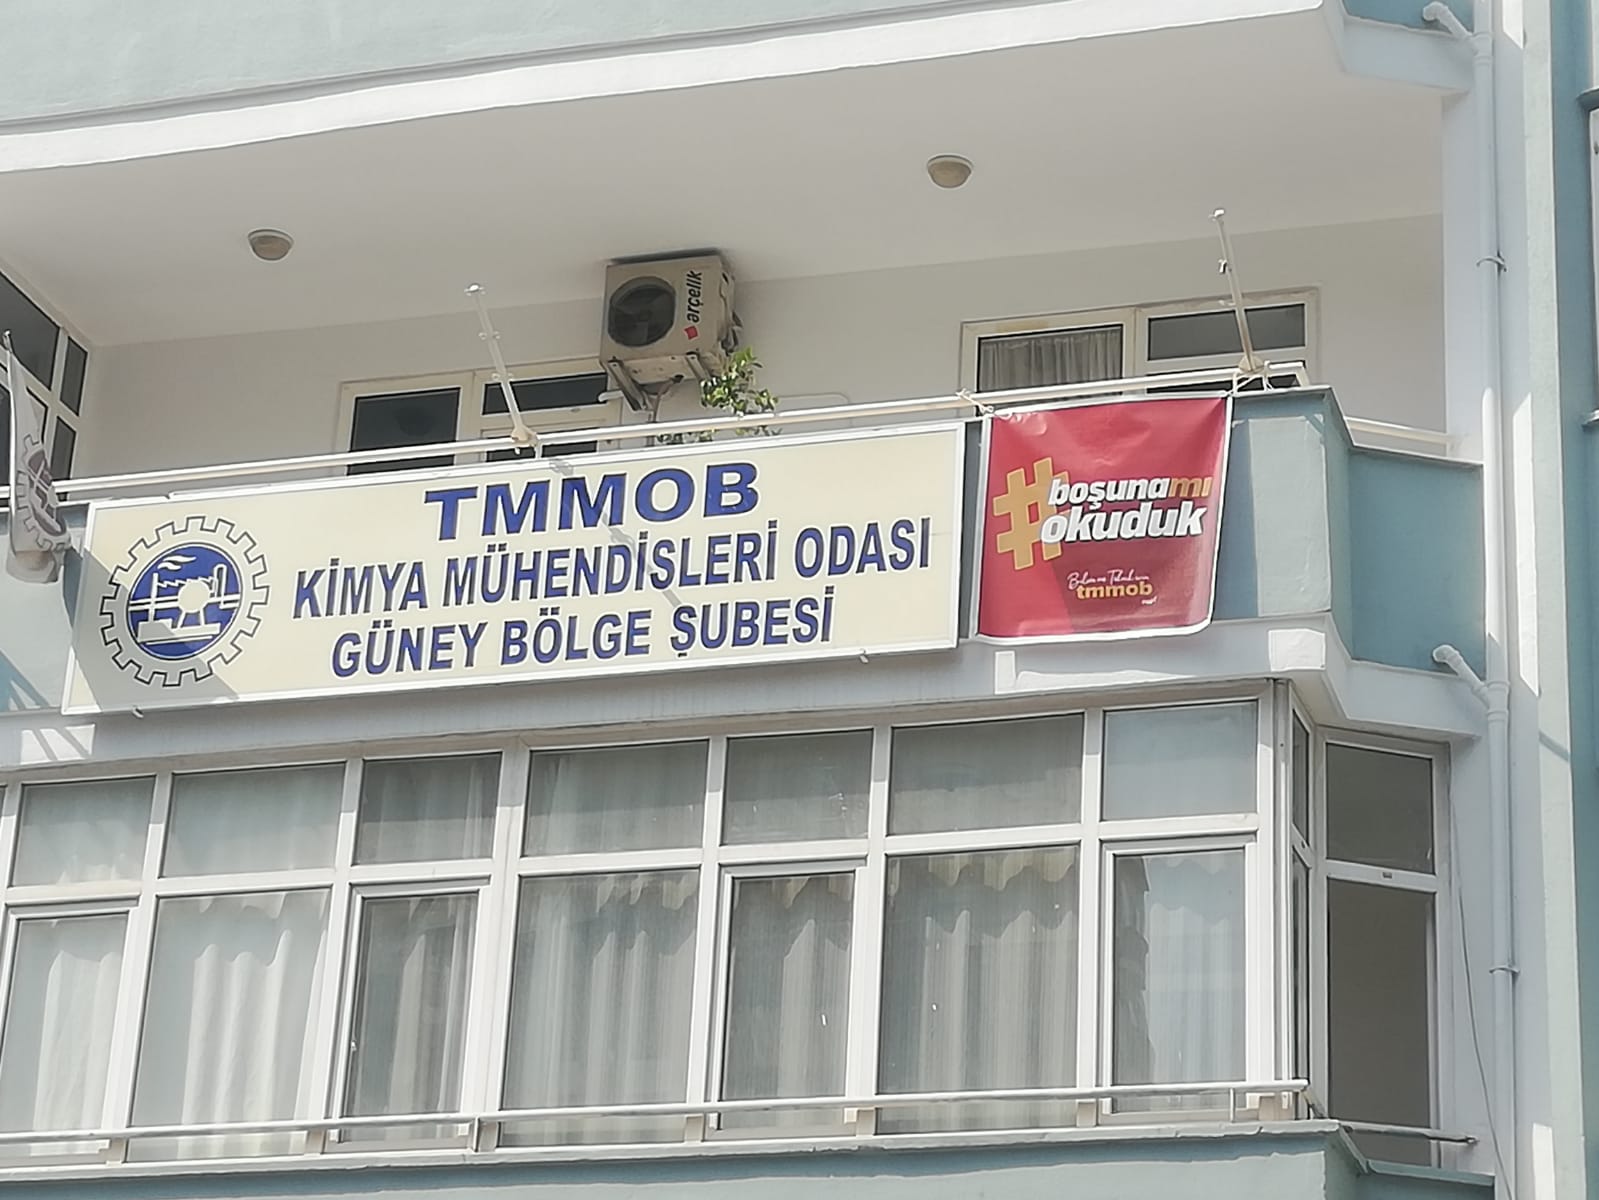 arçelik
TMMOB
KİMYA MÜHENDİSLERİ ODASI
GÜNEY BÖLGE ŞUBESİ
#boşunamı
okuduk
tmmob